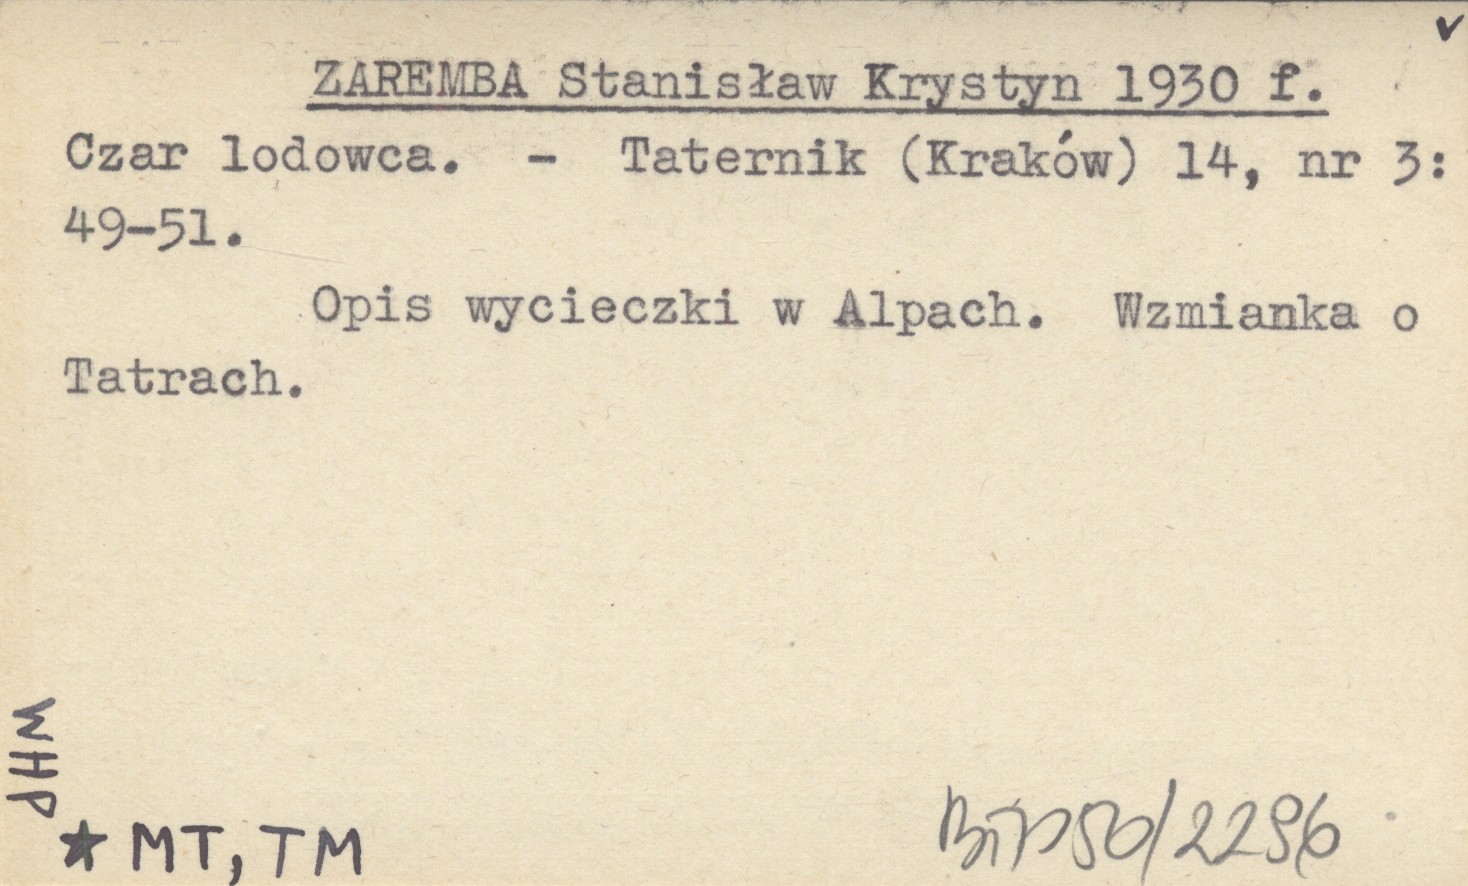 ZAREMBA Stanisław Krystyn 1930 f.
Czar lodowca. - Taternik (Kraków) 14, nr 3:
49-51.
Opis wycieczki w Alpach. Wzmianka o
Tatrach.
WHP
★ MT, TM